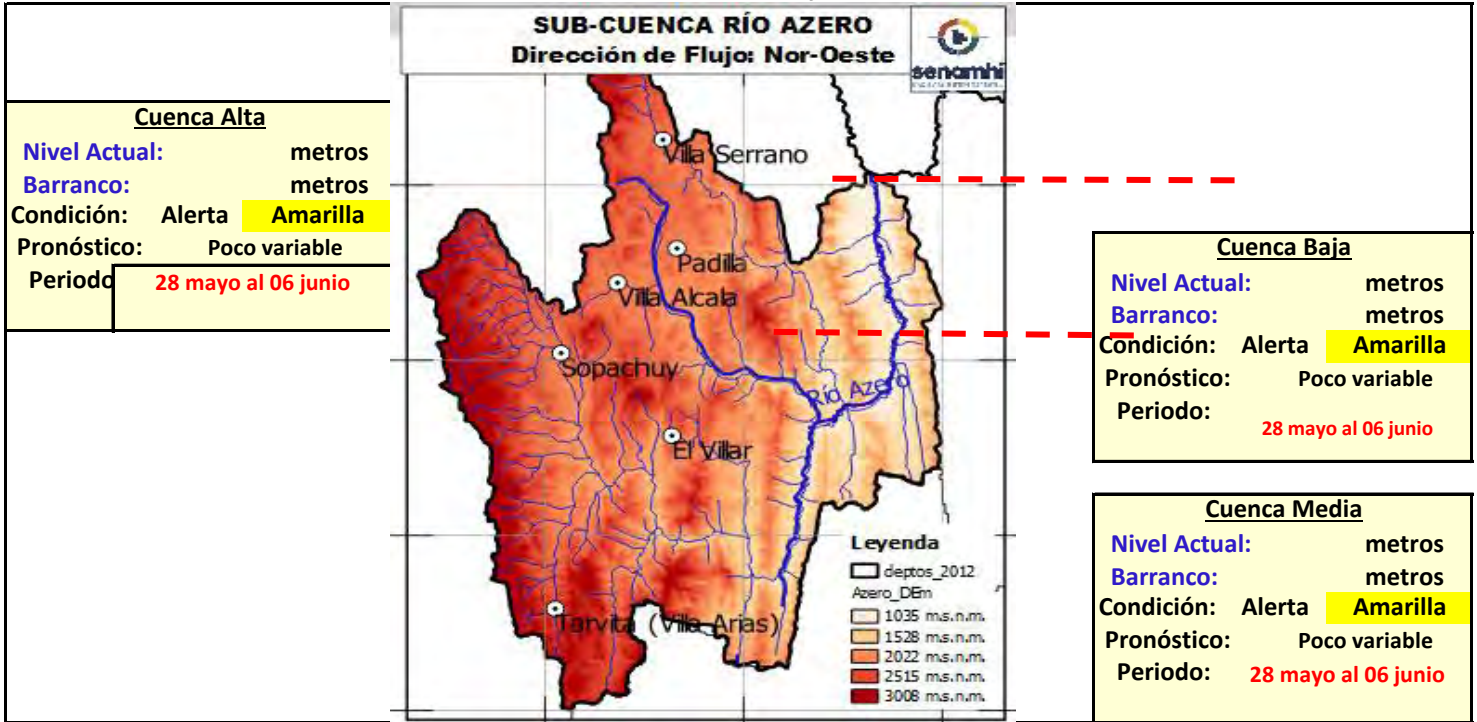 SUB-CUENCA RÍO AZERO
Dirección de Flujo: Nor-Oeste
senamhi
Cuenca Alta
Nivel Actual: metros
Barranco: metros
Condición: Alerta Amarilla
Pronóstico: Poco variable
Periodo 28 mayo al 06 junio
Villa Serrano
Padilla
Villa Alcala
Sopachuy
Río Azero
El Villar
Tarvita (Villa Arias)
Leyenda
deptos_2012
Azero_DEm
1035 m.s.n.m.
1528 m.s.n.m.
2022 m.s.n.m.
2515 m.s.n.m.
3008 m.s.n.m.
Cuenca Baja
Nivel Actual: metros
Barranco: metros
Condición: Alerta Amarilla
Pronóstico: Poco variable
Periodo:
28 mayo al 06 junio
Cuenca Media
Nivel Actual: metros
Barranco: metros
Condición: Alerta Amarilla
Pronóstico: Poco variable
Periodo: 28 mayo al 06 junio